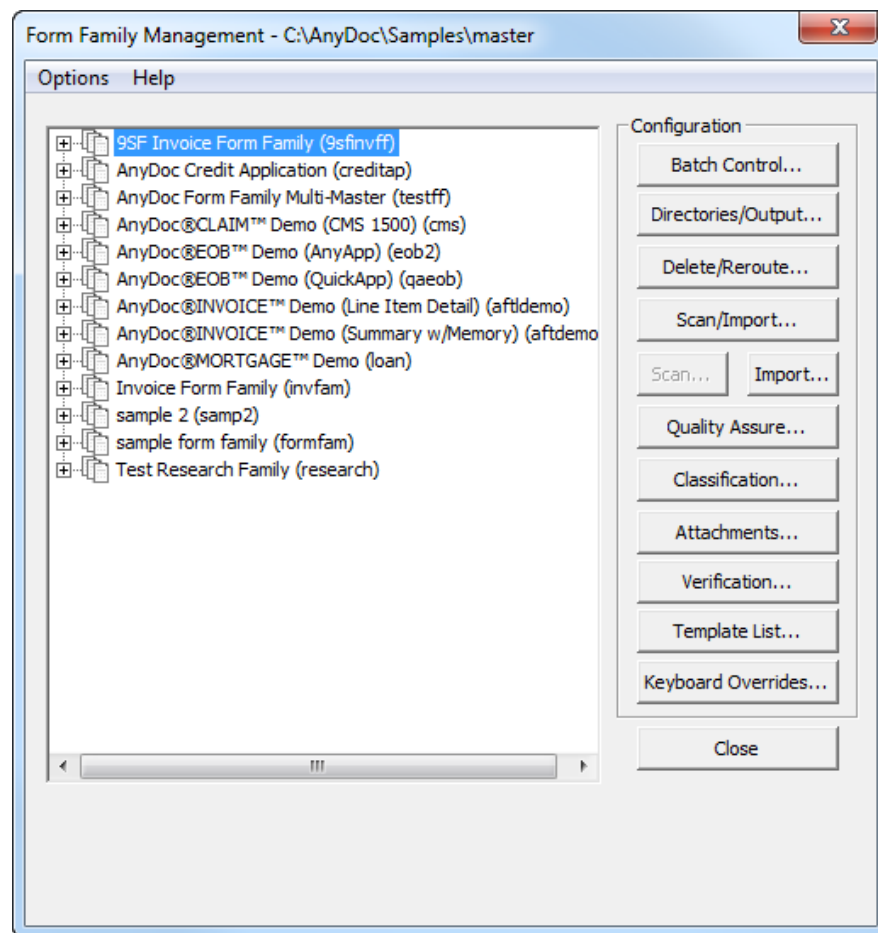 Form Family Management - C:\AnyDoc\Samples\master
Options Help
9SF Invoice Form Family (9sfinvff)
AnyDoc Credit Application (creditap)
AnyDoc Form Family Multi-Master (testff)
AnyDoc®CLAIM™ Demo (CMS 1500) (cms)
AnyDoc®EOB™ Demo (AnyApp) (eob2)
AnyDoc®EOB™ Demo (QuickApp) (qaeob)
AnyDoc®INVOICE™ Demo (Line Item Detail) (aftldemo)
AnyDoc®INVOICE™ Demo (Summary w/Memory) (aftdemo
AnyDoc®MORTGAGE™ Demo (loan)
Invoice Form Family (invfam)
sample 2 (samp2)
sample form family (formfam)
Test Research Family (research)
Configuration
Batch Control...
Directories/Output...
Delete/Reroute...
Scan/Import...
Scan... Import...
Quality Assure...
Classification...
Attachments...
Verification...
Template List...
Keyboard Overrides...
Close